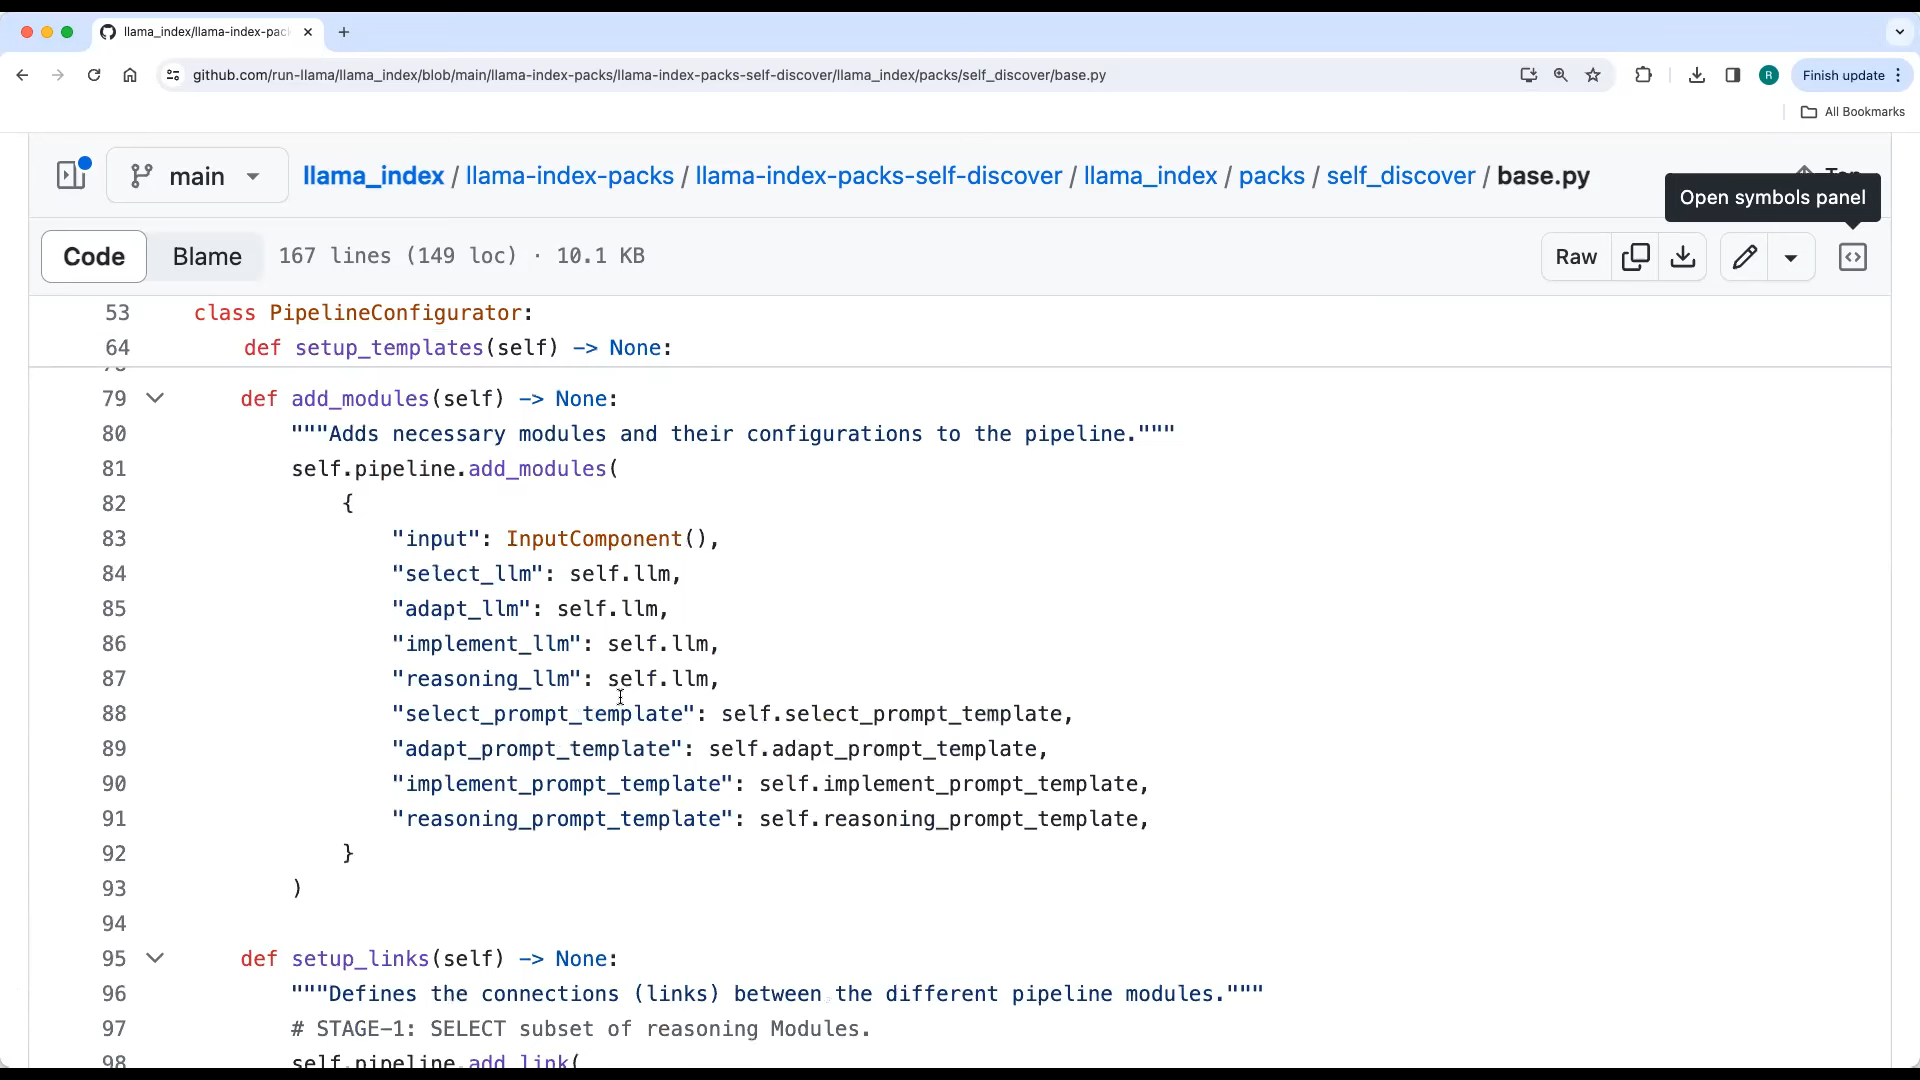 llama_index/llama-index-pac
github.com/run-llama/llama_index/blob/main/llama-index-packs/llama-index-packs-self-discover/llama_index/packs/self_discover/base.py
R
Finish update
All Bookmarks
main
llama_index / llama-index-packs / llama-index-packs-self-discover / llama_index / packs / self_discover / base.py
Top
Open symbols panel
Code
Blame
167 lines (149 loc) · 10.1 KB
Raw
53 class PipelineConfigurator:
64 def setup_templates(self) -> None:
79 def add_modules(self) -> None:
80 """Adds necessary modules and their configurations to the pipeline."""
81 self.pipeline.add_modules(
82 {
83 "input": InputComponent(),
84 "select_llm": self.llm,
85 "adapt_llm": self.llm,
86 "implement_llm": self.llm,
87 "reasoning_llm": self.llm,
88 "select_prompt_template": self.select_prompt_template,
89 "adapt_prompt_template": self.adapt_prompt_template,
90 "implement_prompt_template": self.implement_prompt_template,
91 "reasoning_prompt_template": self.reasoning_prompt_template,
92 }
93 )
94
95 def setup_links(self) -> None:
96 """Defines the connections (links) between the different pipeline modules."""
97 # STAGE-1: SELECT subset of reasoning Modules.
98 self.pipeline.add_link(